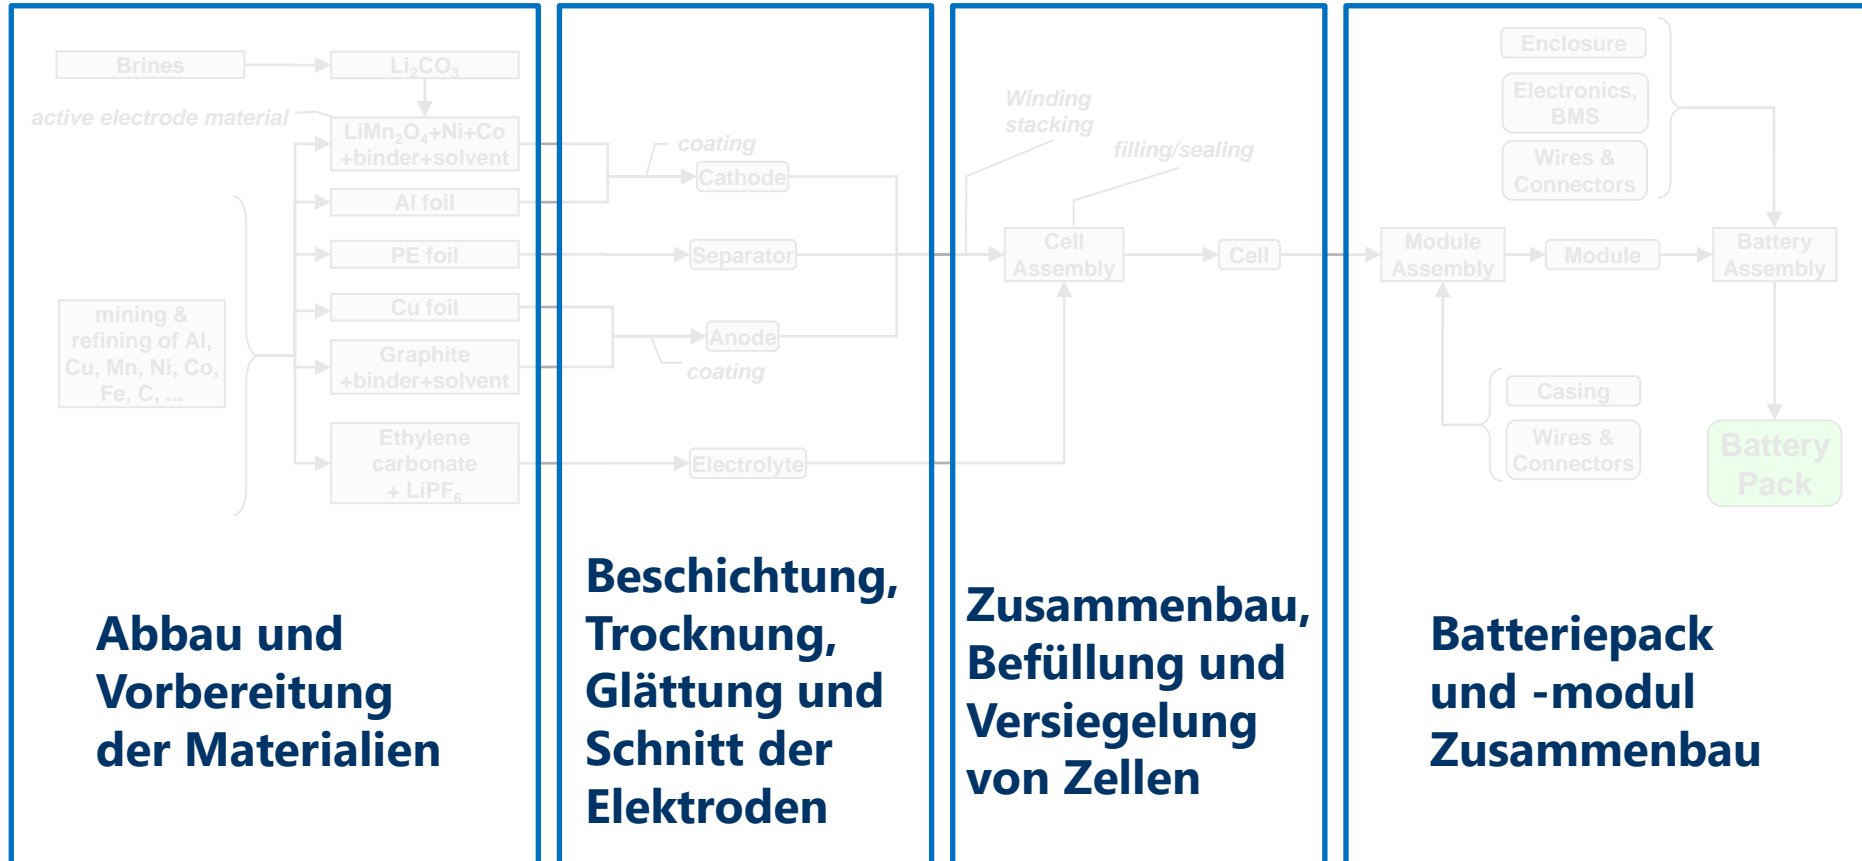 Brines
Li₂CO₃
active electrode material
LiMn₂O₄+Ni+Co
+binder+solvent
Al foil
PE foil
Cu foil
mining &
refining of Al,
Cu, Mn, Ni, Co,
Fe, C, ...
Graphite
+binder+solvent
Ethylene
carbonate
+ LiPF₆
Abbau und
Vorbereitung
der Materialien
coating
Cathode
Separator
Anode
coating
Electrolyte
Beschichtung,
Trocknung,
Glättung und
Schnitt der
Elektroden
Winding
stacking
filling/sealing
Cell
Assembly
Cell
Zusammenbau,
Befüllung und
Versiegelung
von Zellen
Enclosure
Electronics,
BMS
Wires &
Connectors
Module
Assembly
Module
Battery
Assembly
Casing
Wires &
Connectors
Battery
Pack
Batteriepack
und -modul
Zusammenbau